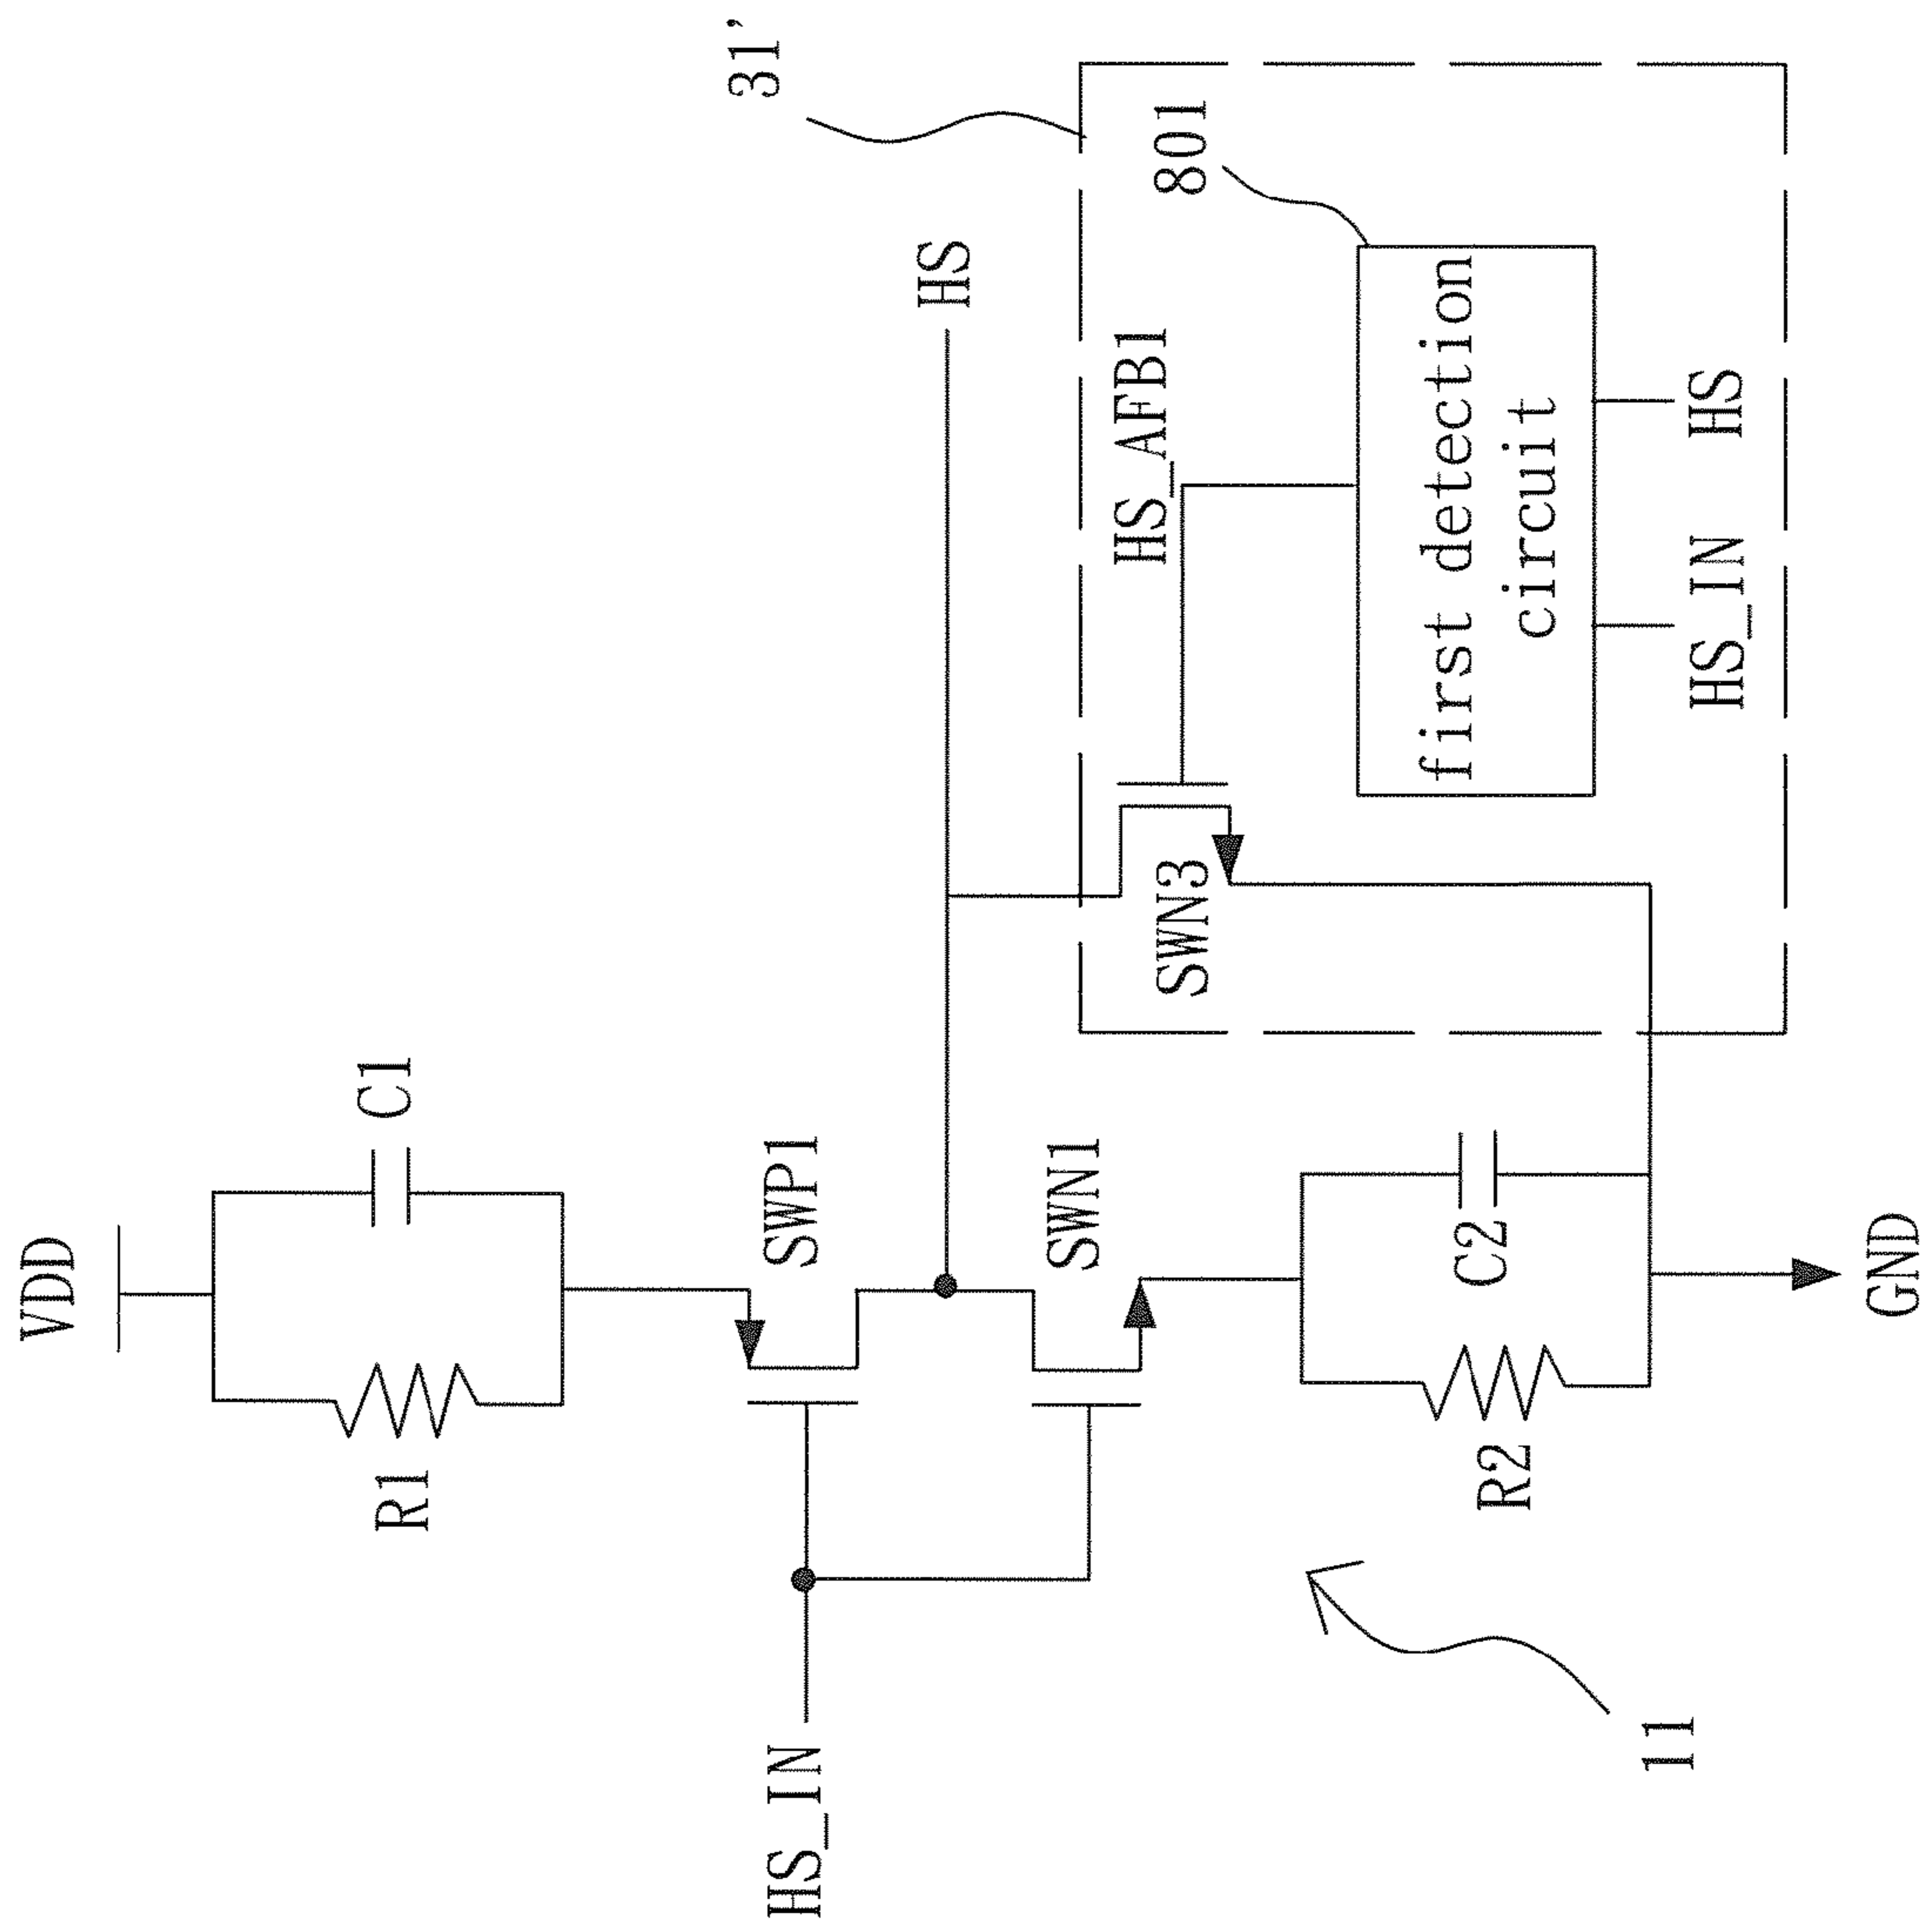 VDD
R1
C1
HS_IN
SWP1
31'
HS
SWN1
HS_AFB1
SWN3
801
first detection
circuit
R2
C2
11
HS_IN
HS
GND